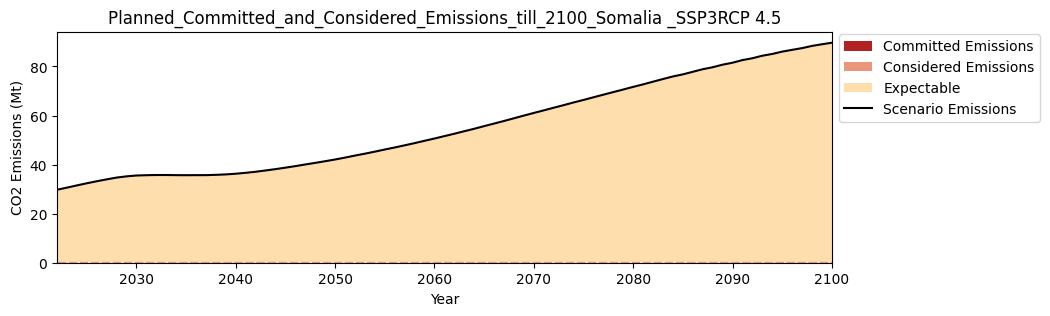 Planned_Committed_and_Considered_Emissions_till_2100_Somalia _SSP3RCP 4.5
CO2 Emissions (Mt)
80
60
40
20
0
2030 2040 2050 2060 2070 2080 2090 2100
Year
Committed Emissions
Considered Emissions
Expectable
Scenario Emissions